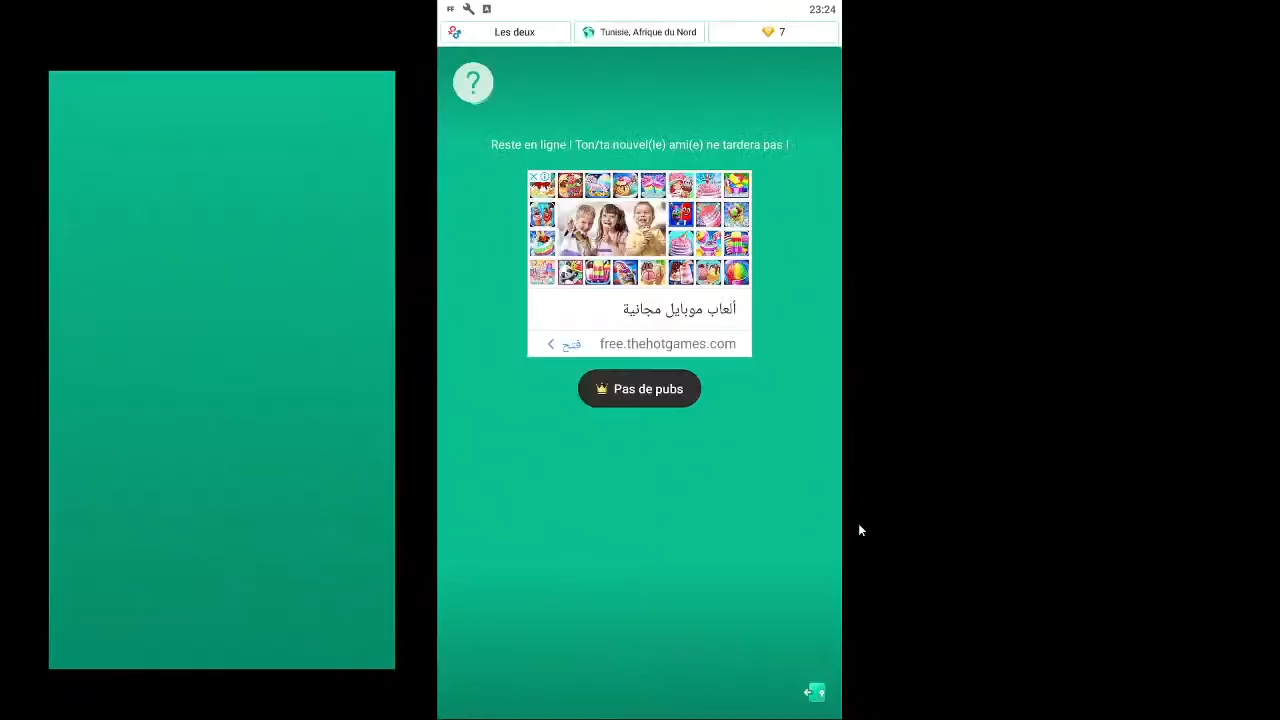 FF
A
23:24
Les deux
Tunisie, Afrique du Nord
7
?
Reste en ligne ! Ton/ta nouvel(le) ami(e) ne tardera pas !
ألعاب موبايل مجانية
فتح
free.thehotgames.com
Pas de pubs